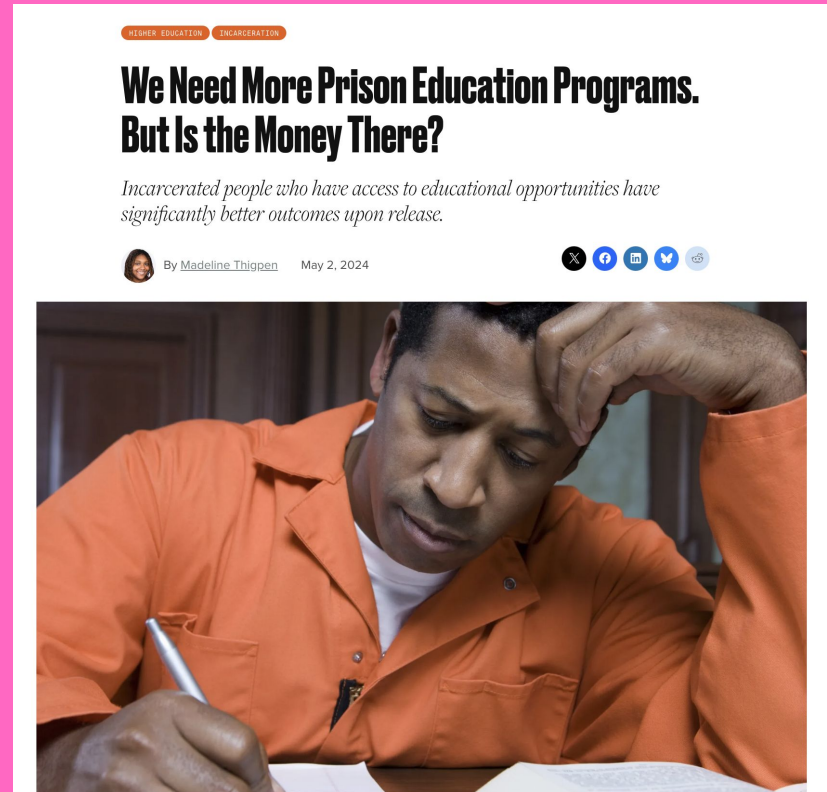 HIGHER EDUCATION INCARCERATION
We Need More Prison Education Programs.
But Is the Money There?
Incarcerated people who have access to educational opportunities have
significantly better outcomes upon release.
By Madeline Thigpen May 2, 2024